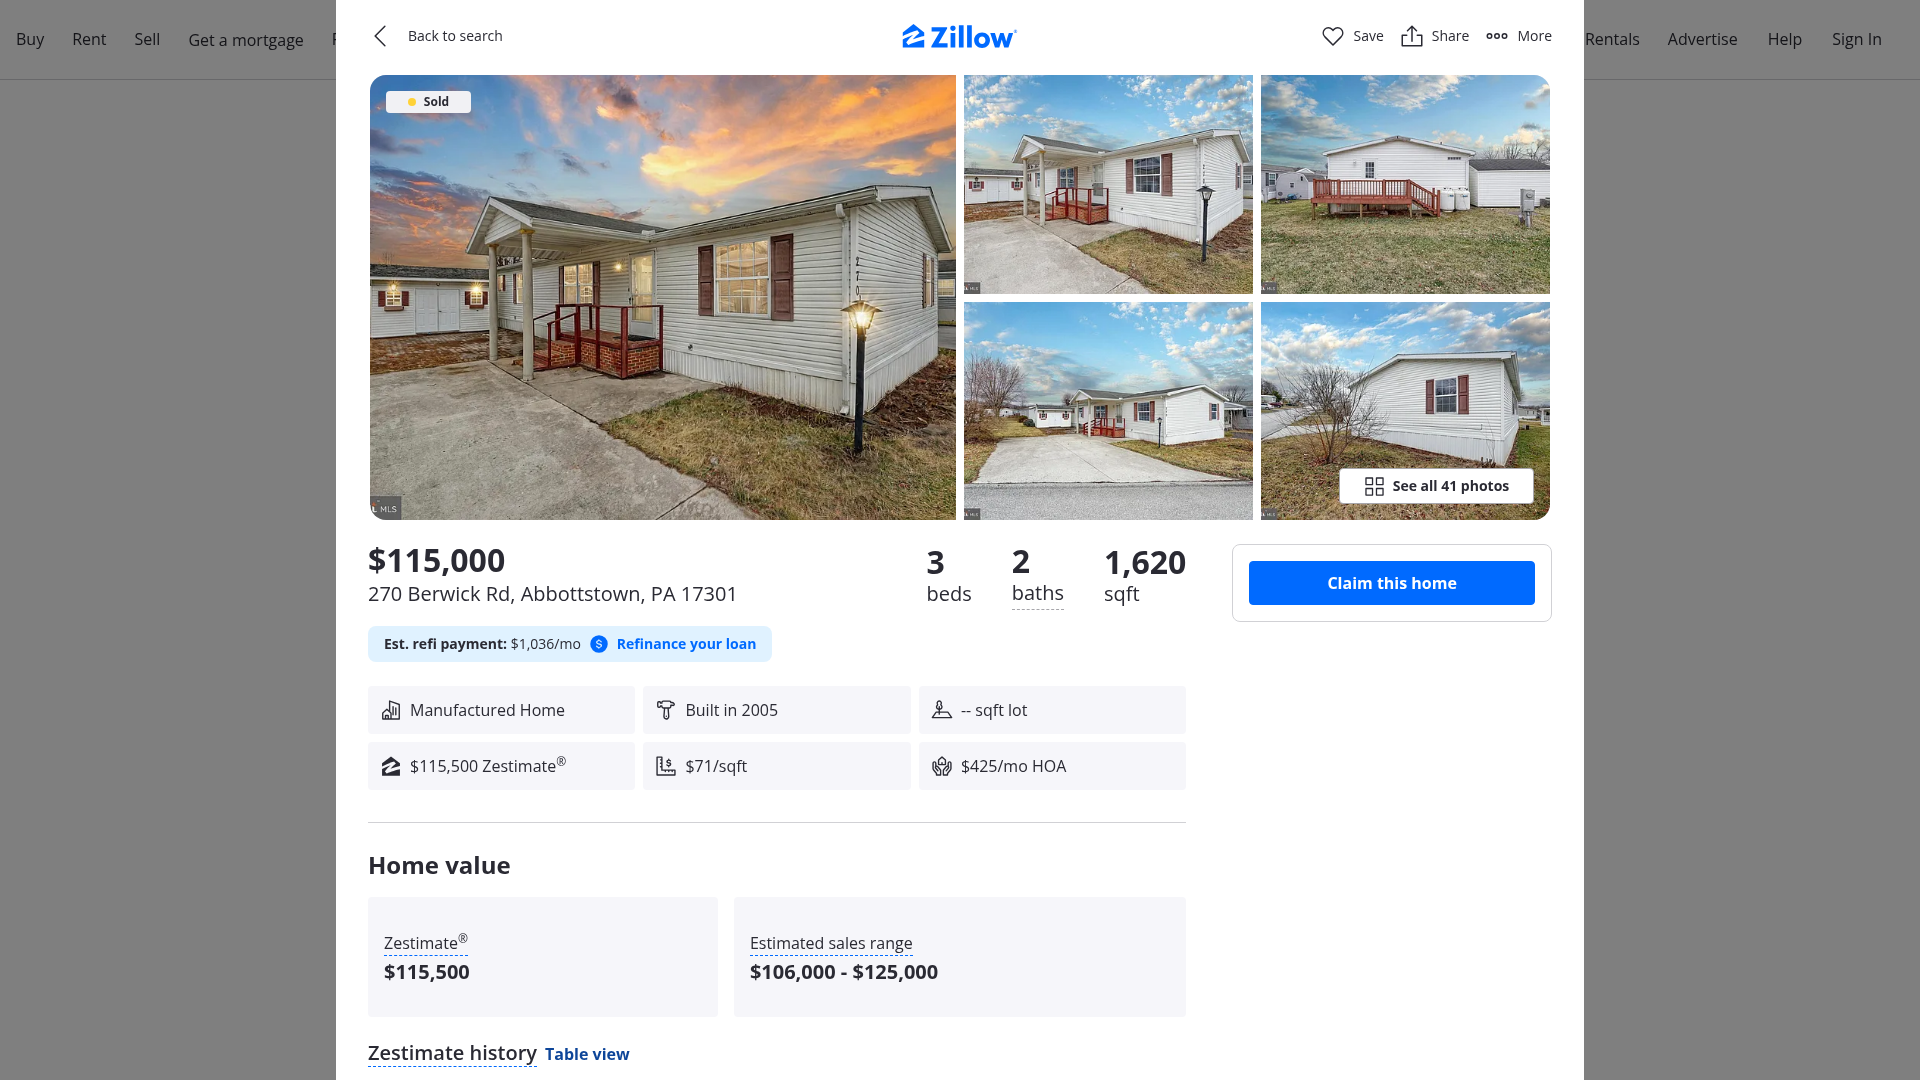 Buy
Rent
Sell
Get a mortgage
Back to search
Zillow
Save
Share
More
Rentals
Advertise
Help
Sign In
Sold
270
MLS
See all 41 photos
$115,000
270 Berwick Rd, Abbottstown, PA 17301
3
beds
2
baths
1,620
sqft
Claim this home
Est. refi payment: $1,036/mo $ Refinance your loan
Manufactured Home
Built in 2005
-- sqft lot
$115,500 Zestimate®
$71/sqft
$425/mo HOA
Home value
Zestimate®
$115,500
Estimated sales range
$106,000 - $125,000
Zestimate history Table view